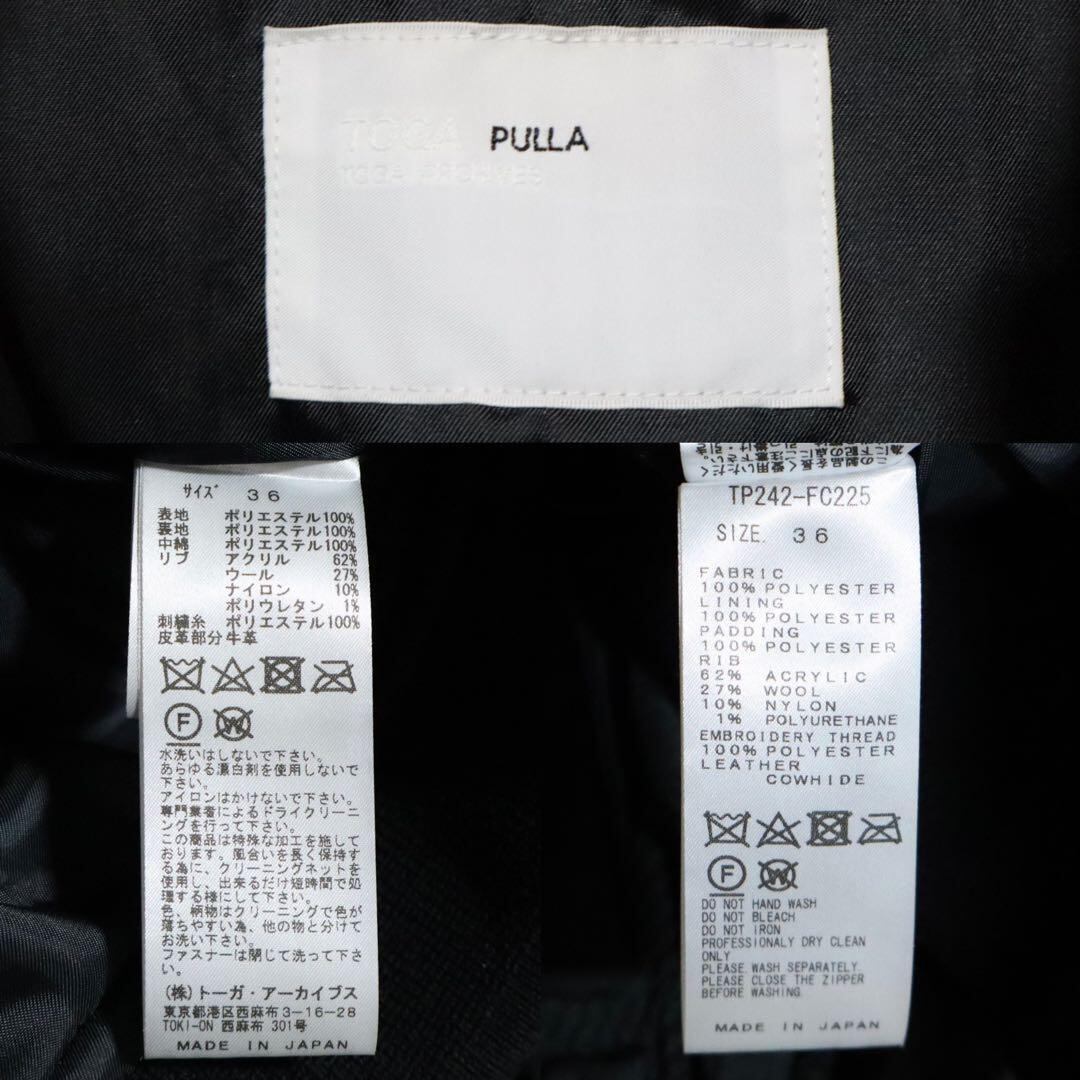 TOGA PULLA
TOGA ARCHIVES
サイズ 36
表地 ポリエステル100%
裏地 ポリエステル100%
中綿 ポリエステル100%
リブ アクリル 62%
ウール 27%
ナイロン 10%
ポリウレタン 1%
刺繍糸 ポリエステル100%
皮革部分 牛革
F W
水洗いはしないで下さい。
あらゆる漂白剤を使用しないで
下さい。
アイロンはかけないで下さい。
専門業者によるドライクリーニ
ングを行って下さい。
この商品は特殊な加工を施して
おります。風合いを長く保持す
る為に、クリーニングネットを
使用し、出来るだけ短時間で処
理する様にして下さい。
色、柄物はクリーニングで色が
落ちやすい為、他の物と分けて
お洗い下さい。
ファスナーは閉じて洗って下さ
い。
(株)トーガ・アーカイブス
東京都港区西麻布3-16-28
TOKI-ON 西麻布 301号
MADE IN JAPAN
TP242-FC225
SIZE. 36
FABRIC
100% POLYESTER
LINING
100% POLYESTER
PADDING
100% POLYESTER
RIB
62% ACRYLIC
27% WOOL
10% NYLON
1% POLYURETHANE
EMBROIDERY THREAD
100% POLYESTER
LEATHER
COWHIDE
F W
DO NOT HAND WASH
DO NOT BLEACH
DO NOT IRON
PROFESSIONALY DRY CLEAN
ONLY
PLEASE WASH SEPARATELY
PLEASE CLOSE THE ZIPPER
BEFORE WASHING.
MADE IN JAPAN